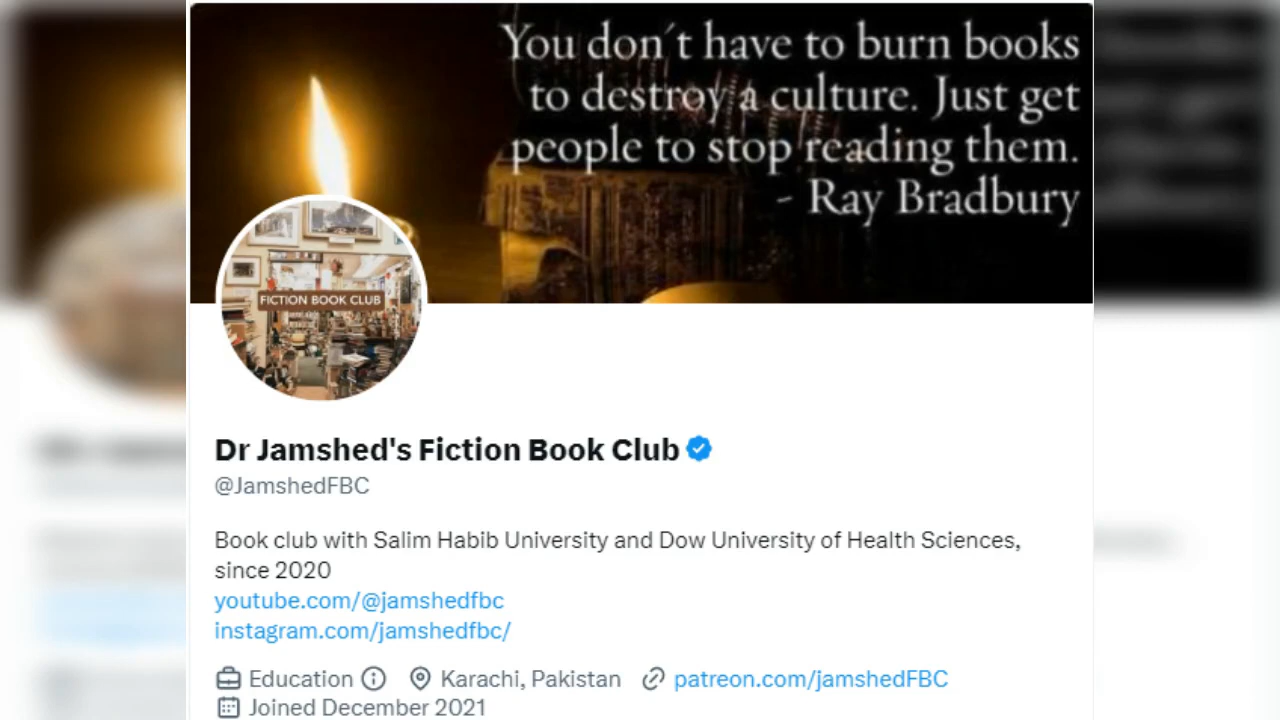 You don´t have to burn books
to destroy a culture. Just get
people to stop reading them.
- Ray Bradbury
FICTION BOOK CLUB
Dr Jamshed's Fiction Book Club
@JamshedFBC
Book club with Salim Habib University and Dow University of Health Sciences,
since 2020
youtube.com/@jamshedfbc
instagram.com/jamshedfbc/
Education Karachi, Pakistan patreon.com/jamshedFBC
Joined December 2021